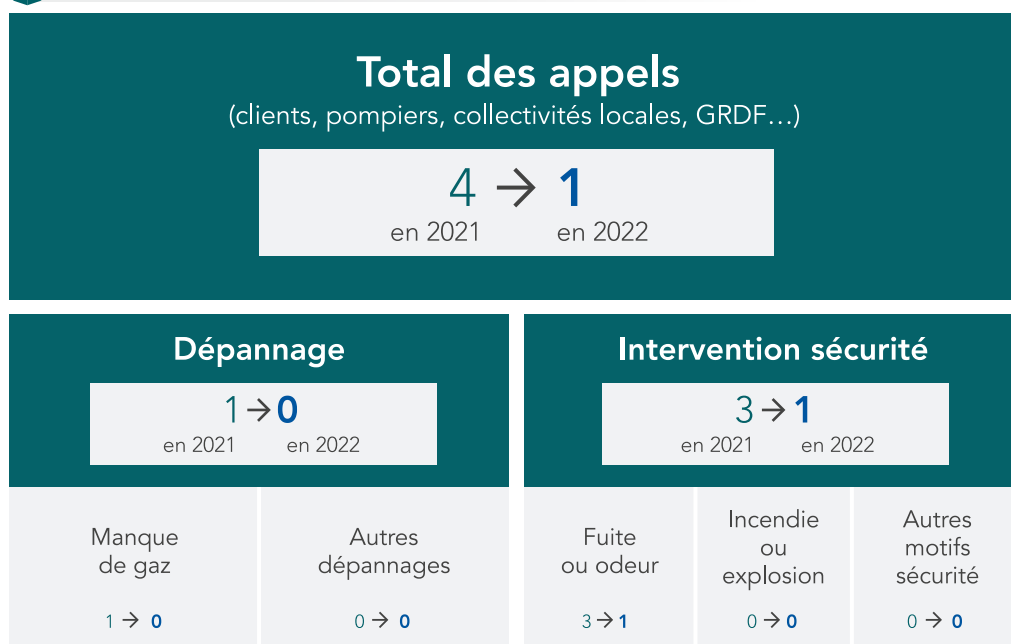 Total des appels
(clients, pompiers, collectivités locales, GRDF…)
4 → 1
en 2021 en 2022
Dépannage
1 → 0
en 2021 en 2022
Manque
de gaz
1 → 0
Autres
dépannages
0 → 0
Intervention sécurité
3 → 1
en 2021 en 2022
Fuite
ou odeur
3 → 1
Incendie
ou
explosion
0 → 0
Autres
motifs
sécurité
0 → 0